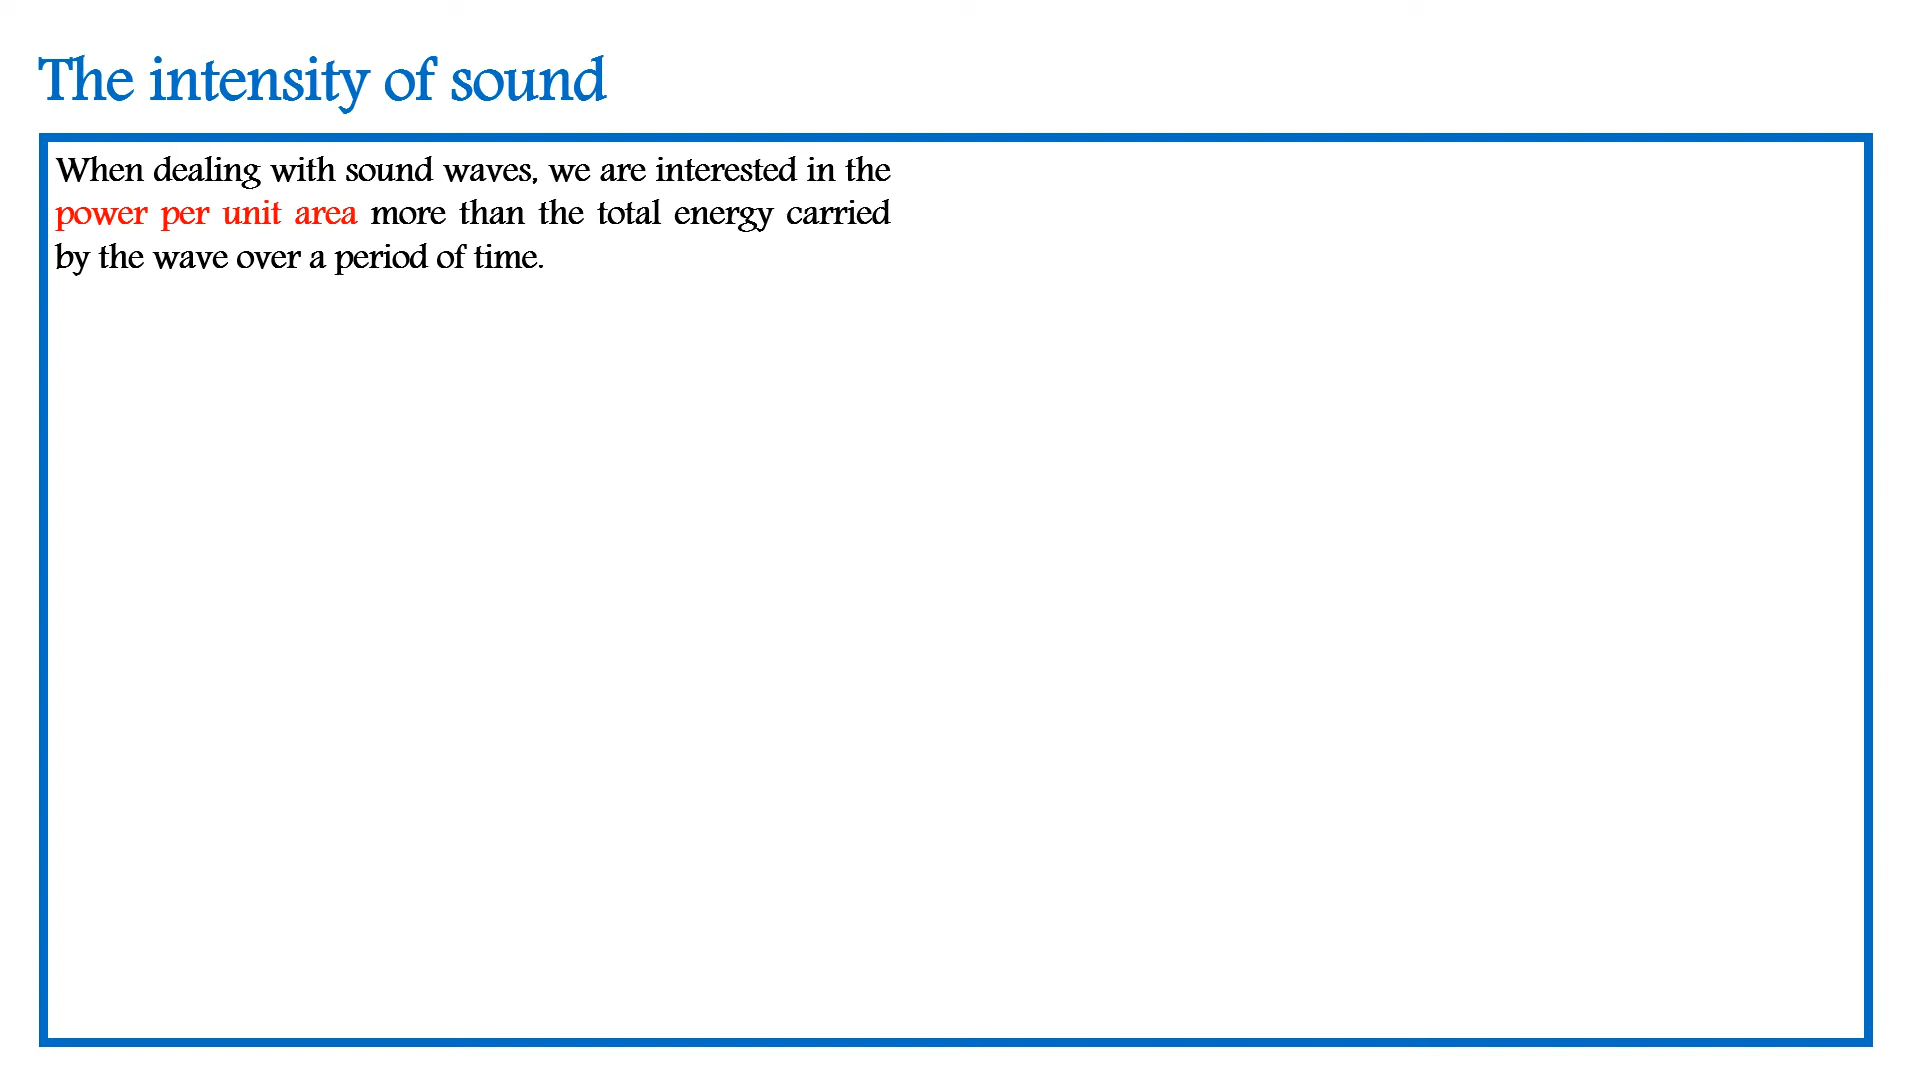 The intensity of sound
When dealing with sound waves, we are interested in the
power per unit area more than the total energy carried
by the wave over a period of time.